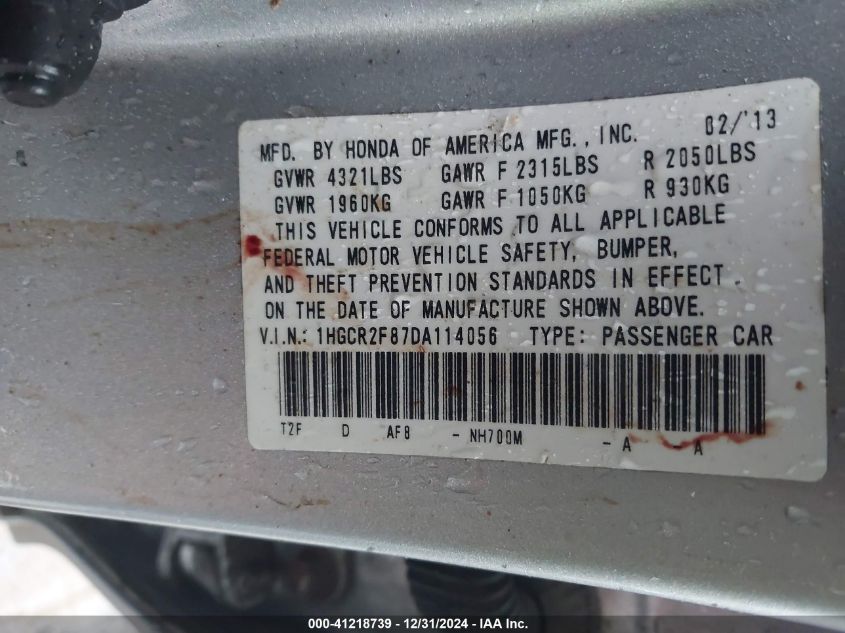 MFD. BY HONDA OF AMERICA MFG., INC. 02/'13
GVWR 4321LBS GAWR F 2315LBS R 2050LBS
GVWR 1960KG GAWR F 1050KG R 930KG
THIS VEHICLE CONFORMS TO ALL APPLICABLE
FEDERAL MOTOR VEHICLE SAFETY, BUMPER,
AND THEFT PREVENTION STANDARDS IN EFFECT
ON THE DATE OF MANUFACTURE SHOWN ABOVE.
V.I.N.: 1HGCR2F87DA114056 TYPE: PASSENGER CAR
T2F D AF8 - NH700M - A - A
000-41218739 - 12/31/2024 - IAA Inc.